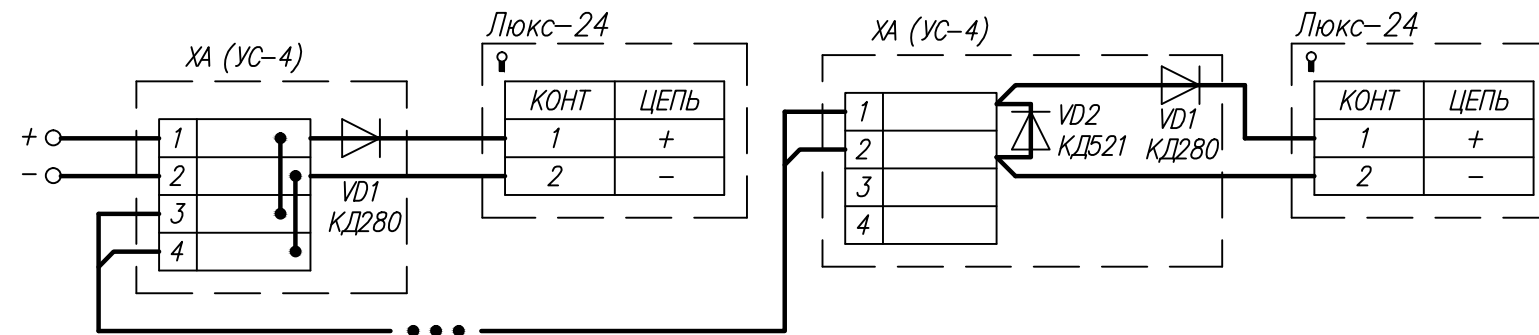 Люкс-24
ХА (УС-4)
КОНТ ЦЕПЬ
1 +
2 -
+
-
1
2
3
4
VD1
КД280
Люкс-24
ХА (УС-4)
1
2
3
4
VD2
КД521
VD1
КД280
КОНТ ЦЕПЬ
1 +
2 -